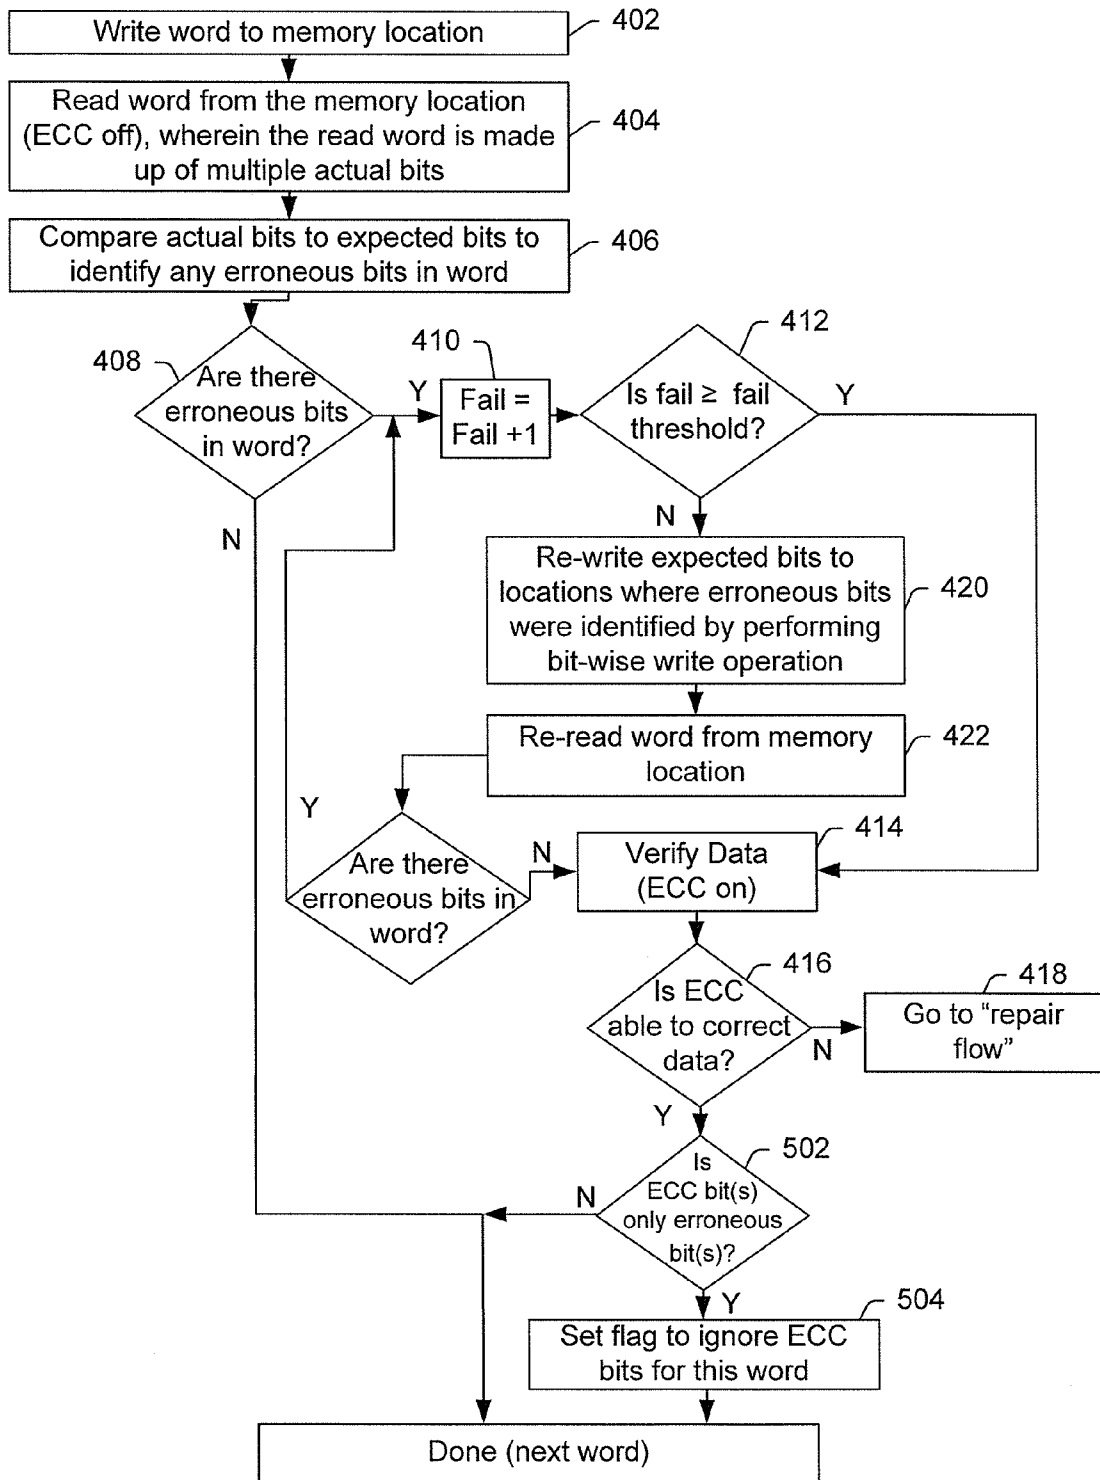 Write word to memory location
402
Read word from the memory location
(ECC off), wherein the read word is made
up of multiple actual bits
404
Compare actual bits to expected bits to
identify any erroneous bits in word
406
408
Are there
erroneous bits
in word?
Y
N
410
Fail =
Fail +1
412
Is fail ≥ fail
threshold?
Y
N
Re-write expected bits to
locations where erroneous bits
were identified by performing
bit-wise write operation
420
Re-read word from memory
location
422
Y
Are there
erroneous bits in
word?
N
414
Verify Data
(ECC on)
416
Is ECC
able to correct
data?
N
418
Go to “repair
flow”
Y
502
Is
ECC bit(s)
only erroneous
bit(s)?
N
Y
504
Set flag to ignore ECC
bits for this word
Done (next word)